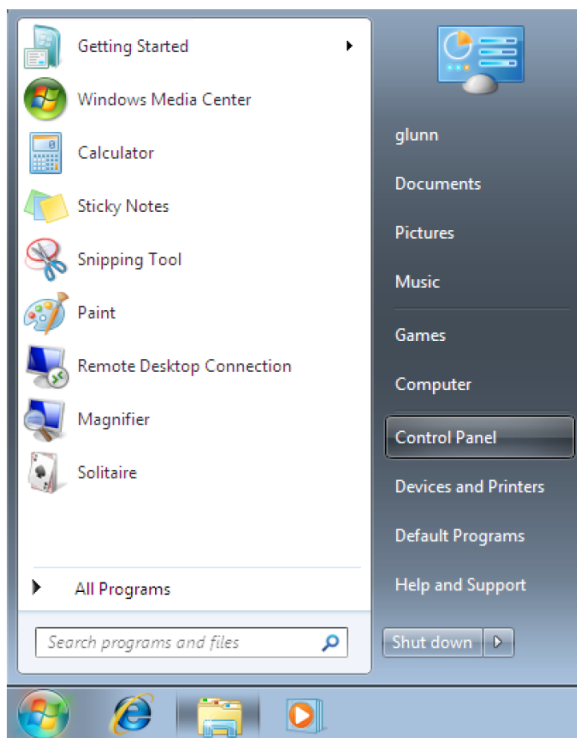 Getting Started
Windows Media Center
Calculator
Sticky Notes
Snipping Tool
Paint
Remote Desktop Connection
Magnifier
Solitaire
All Programs
Search programs and files
glunn
Documents
Pictures
Music
Games
Computer
Control Panel
Devices and Printers
Default Programs
Help and Support
Shut down